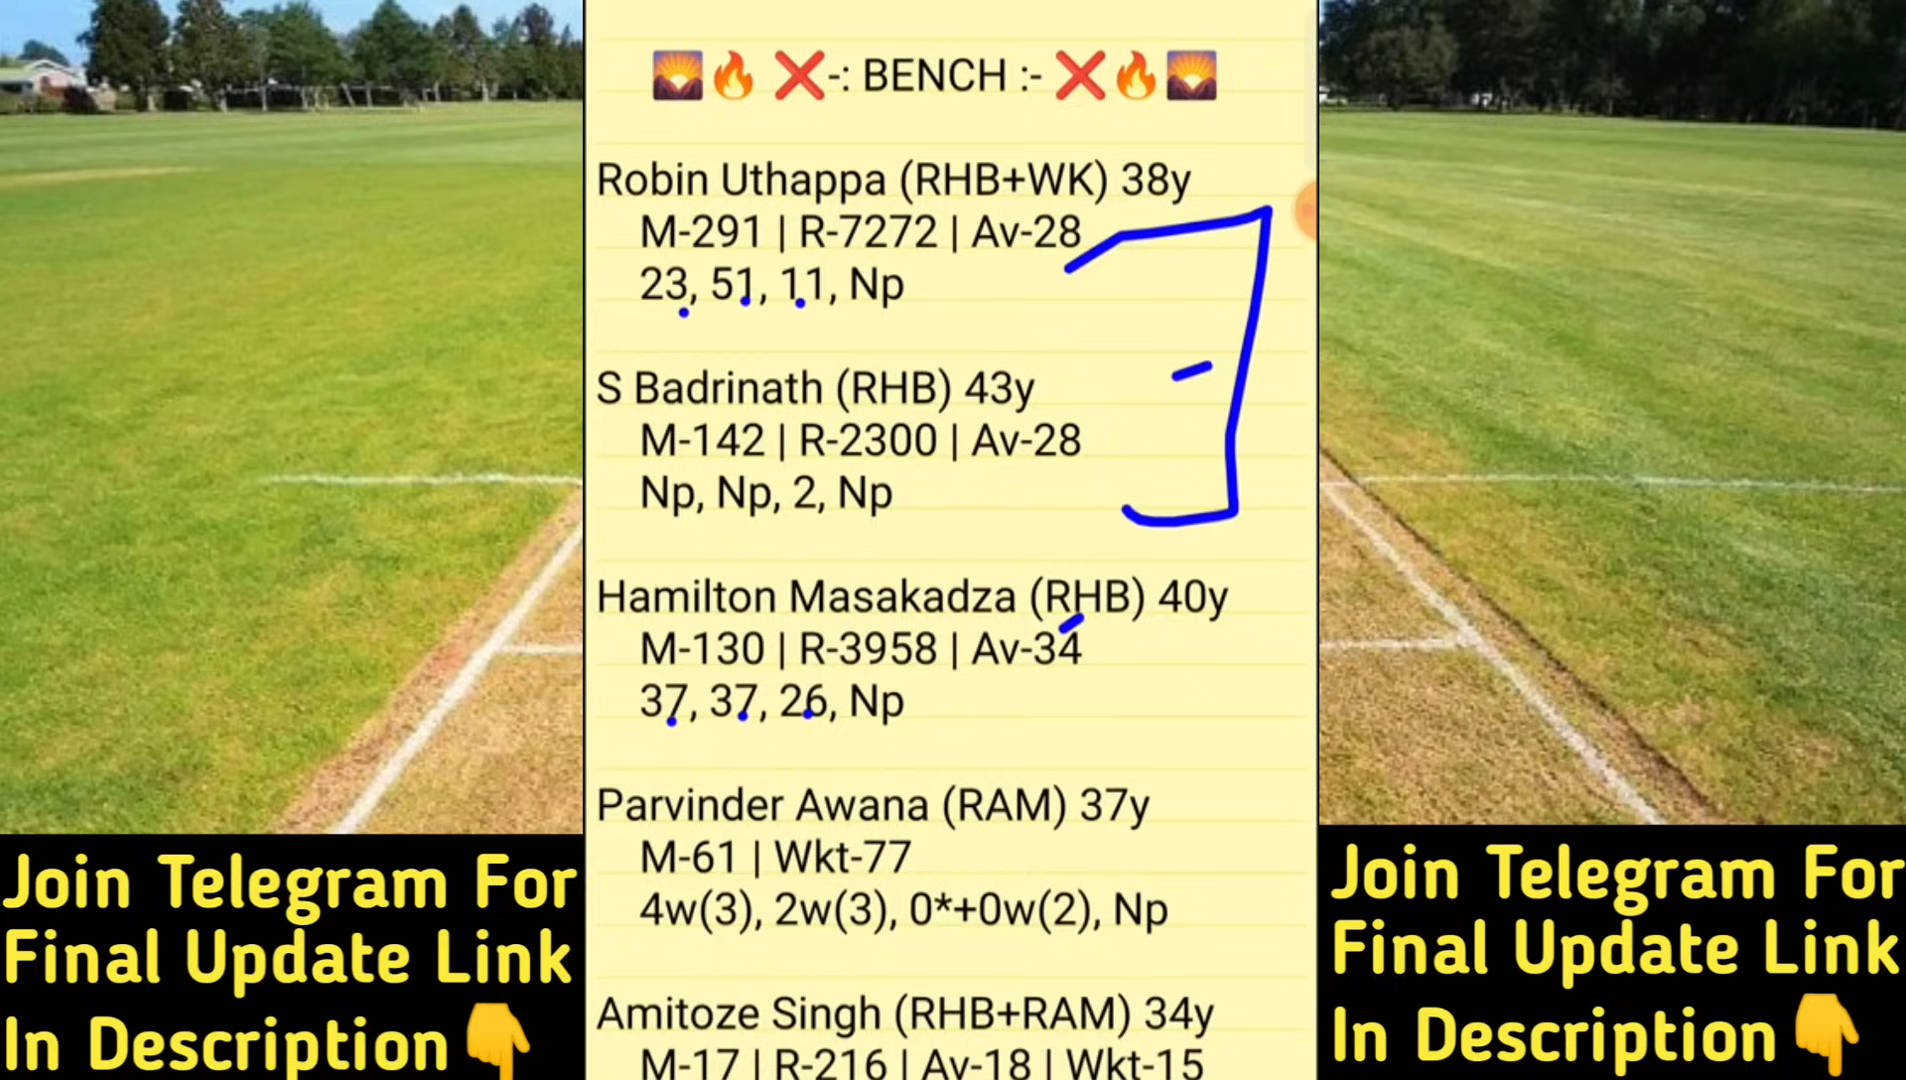 🌄🔥 ❌-: BENCH :- ❌🔥🌄
Robin Uthappa (RHB+WK) 38y
M-291 | R-7272 | Av-28
23, 51, 11, Np
S Badrinath (RHB) 43y
M-142 | R-2300 | Av-28
Np, Np, 2, Np
Hamilton Masakadza (RHB) 40y
M-130 | R-3958 | Av-34
37, 37, 26, Np
Parvinder Awana (RAM) 37y
M-61 | Wkt-77
4w(3), 2w(3), 0*+0w(2), Np
Amitoze Singh (RHB+RAM) 34y
M-17 | R-216 | Av-18 | Wkt-15
Join Telegram For
Final Update Link
In Description👇
Join Telegram For
Final Update Link
In Description👇